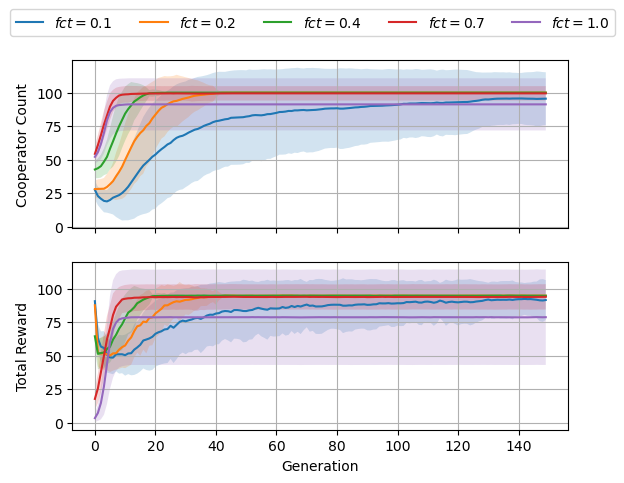 fct = 0.1 fct = 0.2 fct = 0.4 fct = 0.7 fct = 1.0
Cooperator Count
100
75
50
25
0
Total Reward
100
75
50
25
0
0 20 40 60 80 100 120 140
Generation